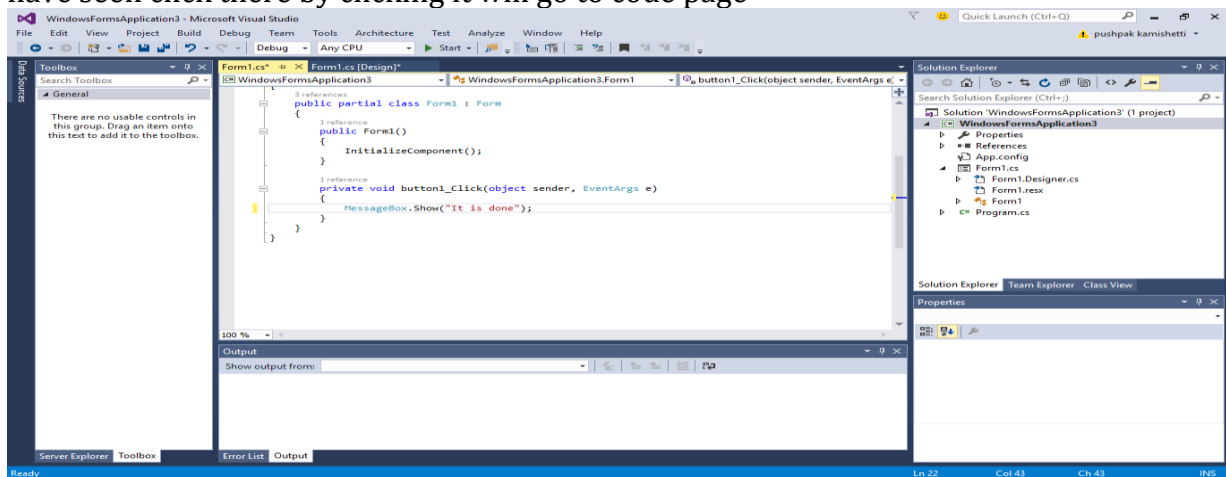 have seen click there by clicking it will go to code page
WindowsFormsApplication3 - Microsoft Visual Studio
Quick Launch (Ctrl+Q)
File Edit View Project Build Debug Team Tools Architecture Test Analyze Window Help
pushpak kamishetti
Debug Any CPU Start
Data Sources
Toolbox
Search Toolbox
General
There are no usable controls in
this group. Drag an item onto
this text to add it to the toolbox.
Server Explorer Toolbox
Form1.cs* Form1.cs [Design]*
WindowsFormsApplication3 WindowsFormsApplication3.Form1 button1_Click(object sender, EventArgs e)
{
3 references
public partial class Form1 : Form
{
1 reference
public Form1()
{
InitializeComponent();
}
1 reference
private void button1_Click(object sender, EventArgs e)
{
MessageBox.Show("It is done");
}
}
}
100 %
Output
Show output from:
Error List Output
Solution Explorer
Search Solution Explorer (Ctrl+;)
Solution 'WindowsFormsApplication3' (1 project)
C# WindowsFormsApplication3
Properties
References
App.config
Form1.cs
Form1.Designer.cs
Form1.resx
Form1
C# Program.cs
Solution Explorer Team Explorer Class View
Properties
Ready Ln 22 Col 43 Ch 43 INS